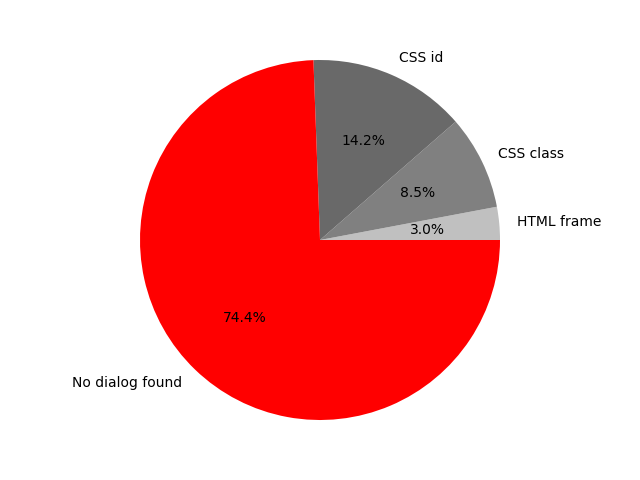 CSS id
14.2%
CSS class
8.5%
HTML frame
3.0%
74.4%
No dialog found